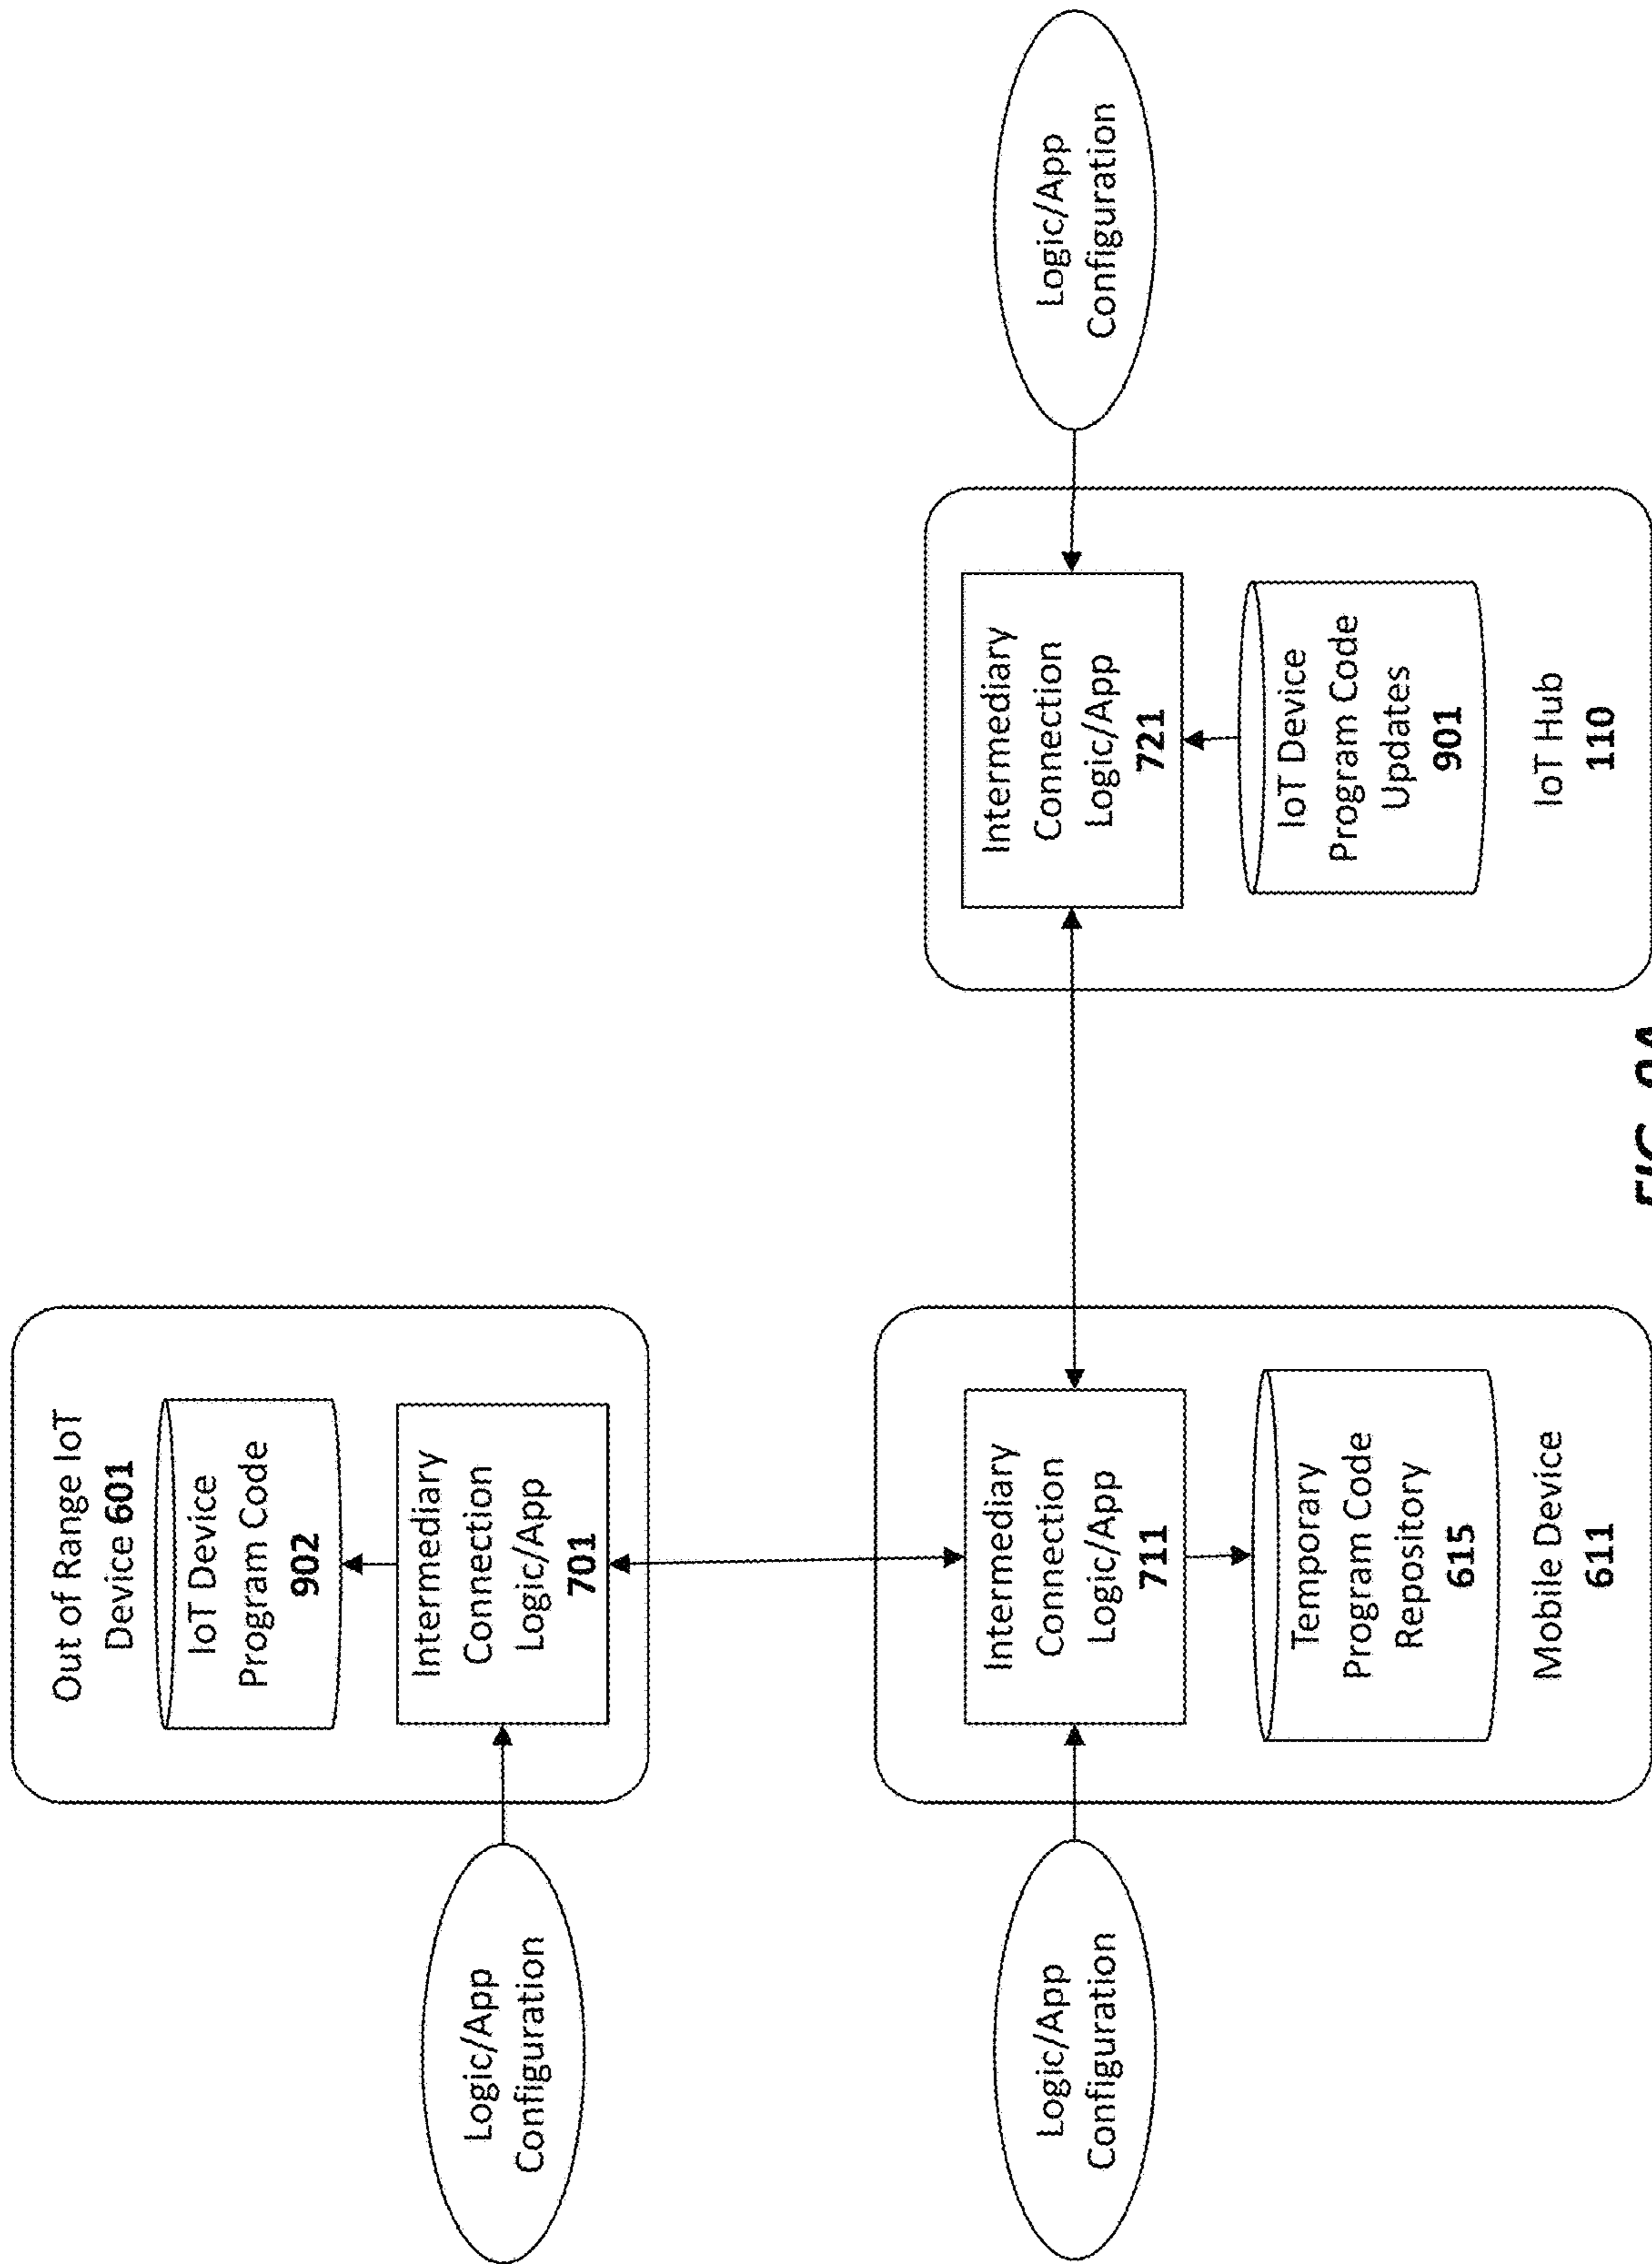 Out of Range IoT
Device 601
IoT Device
Program Code
902
Intermediary
Connection
Logic/App
701
Logic/App
Configuration
Logic/App
Configuration
Intermediary
Connection
Logic/App
711
Temporary
Program Code
Repository
615
Mobile Device
611
Intermediary
Connection
Logic/App
721
IoT Device
Program Code
Updates
901
IoT Hub
110
Logic/App
Configuration
FIG. 9A